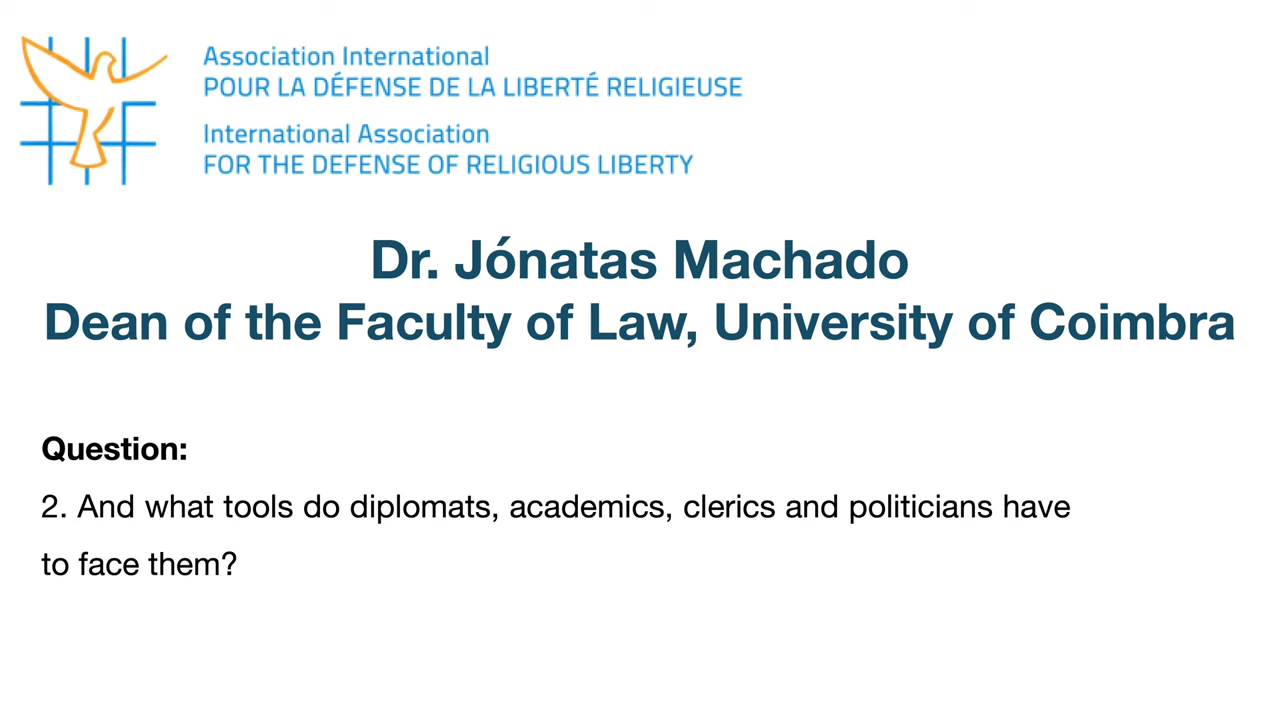 Association International
POUR LA DÉFENSE DE LA LIBERTÉ RELIGIEUSE
International Association
FOR THE DEFENSE OF RELIGIOUS LIBERTY
Dr. Jónatas Machado
Dean of the Faculty of Law, University of Coimbra
Question:
2. And what tools do diplomats, academics, clerics and politicians have
to face them?